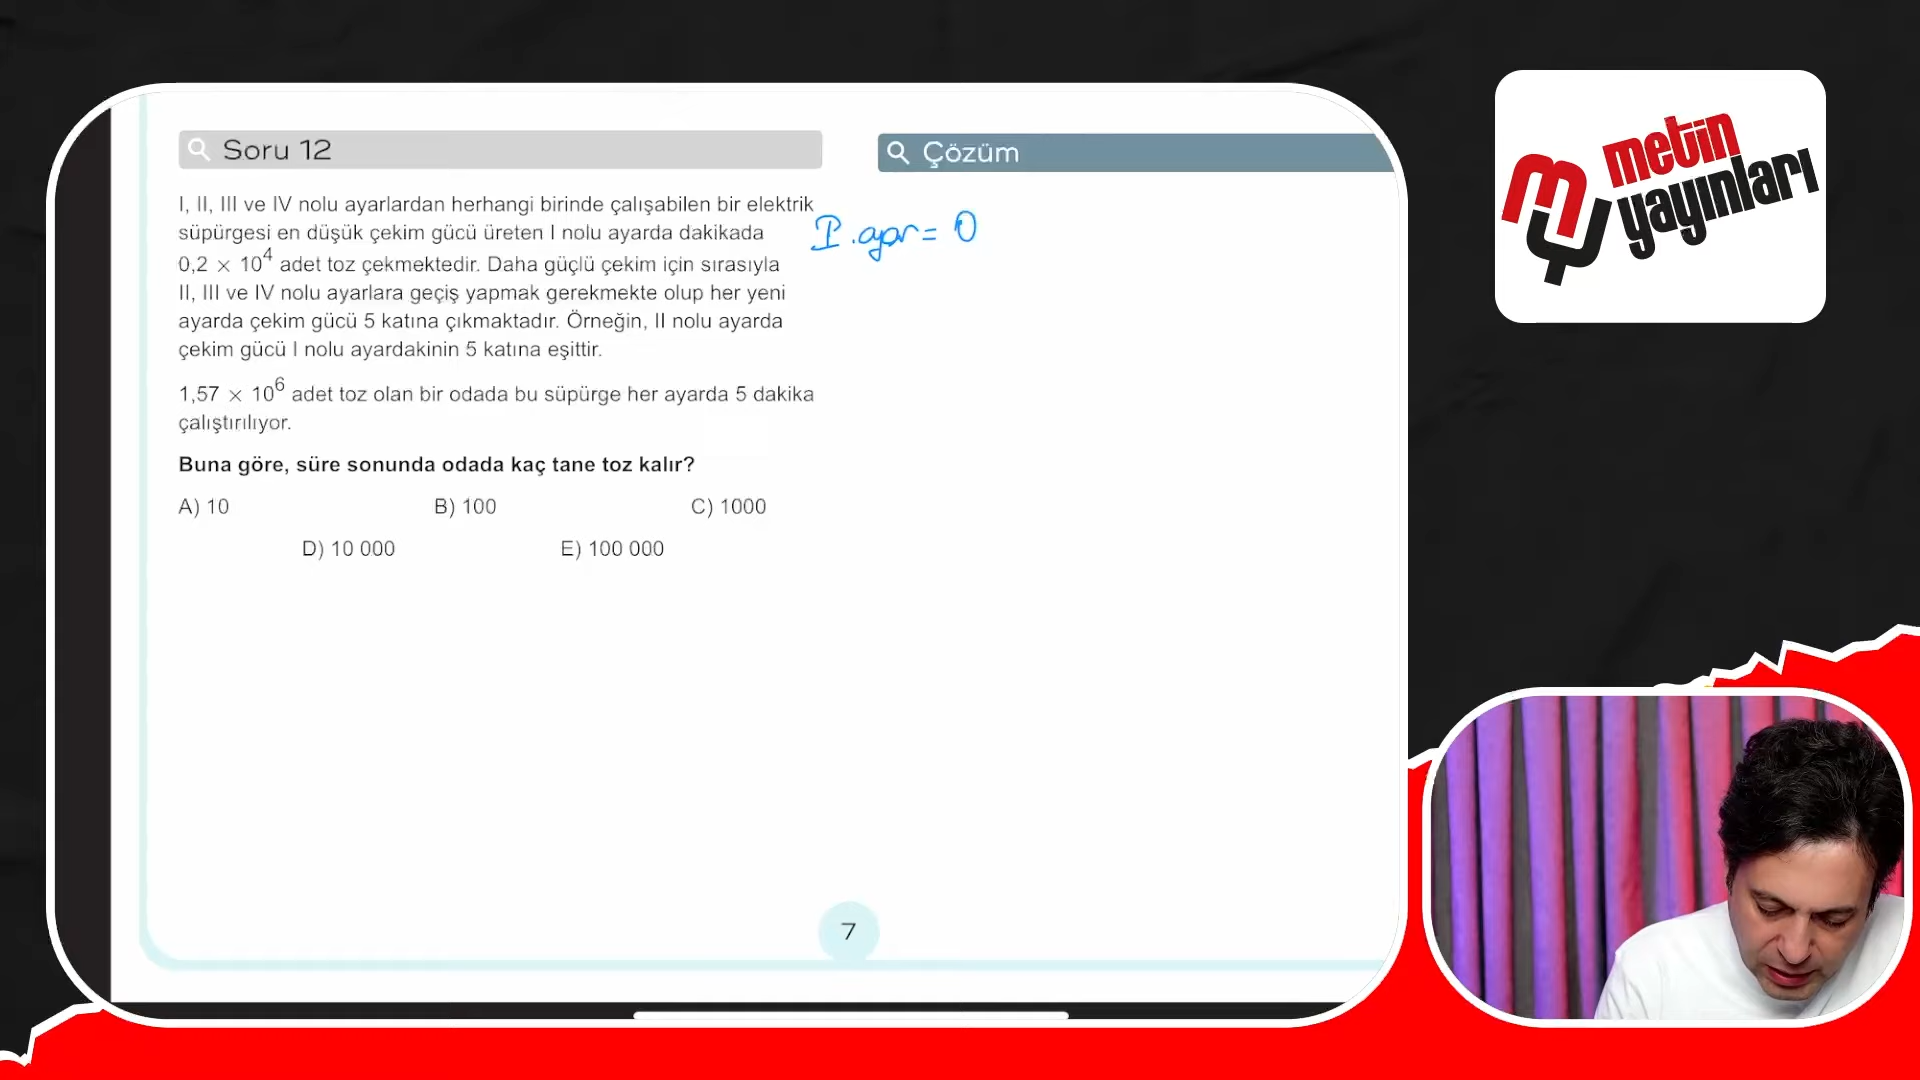 Soru 12
I, II, III ve IV nolu ayarlardan herhangi birinde çalışabilen bir elektrik
süpürgesi en düşük çekim gücü üreten I nolu ayarda dakikada
0,2 × 10⁴ adet toz çekmektedir. Daha güçlü çekim için sırasıyla
II, III ve IV nolu ayarlara geçiş yapmak gerekmekte olup her yeni
ayarda çekim gücü 5 katına çıkmaktadır. Örneğin, II nolu ayarda
çekim gücü I nolu ayardakinin 5 katına eşittir.
1,57 × 10⁶ adet toz olan bir odada bu süpürge her ayarda 5 dakika
çalıştırılıyor.
Buna göre, süre sonunda odada kaç tane toz kalır?
A) 10 B) 100 C) 1000
D) 10 000 E) 100 000
Çözüm
I.ayar= 0
7
metin
yayınları